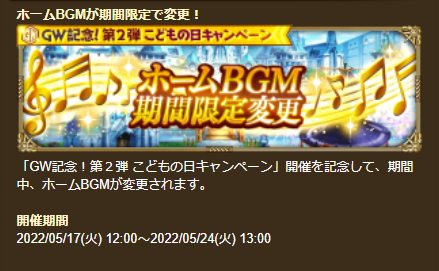 ホームBGMが期間限定で変更！
GW記念！第２弾 こどもの日キャンペーン
ホームBGM
期間限定変更
「GW記念！第２弾 こどもの日キャンペーン」開催を記念して、期間
中、ホームBGMが変更されます。
開催期間
2022/05/17(火) 12:00～2022/05/24(火) 13:00